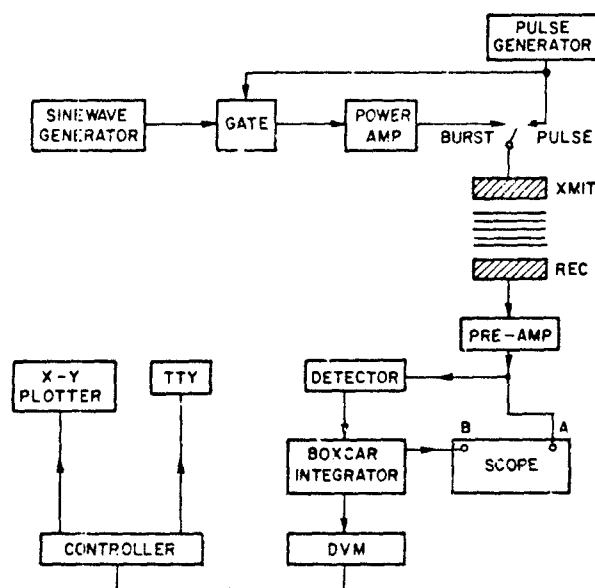 PULSE
GENERATOR
SINEWAVE
GENERATOR
GATE
POWER
AMP
BURST
PULSE
XMIT
REC
PRE-AMP
X-Y
PLOTTER
TTY
DETECTOR
B
A
BOXCAR
INTEGRATOR
SCOPE
CONTROLLER
DVM